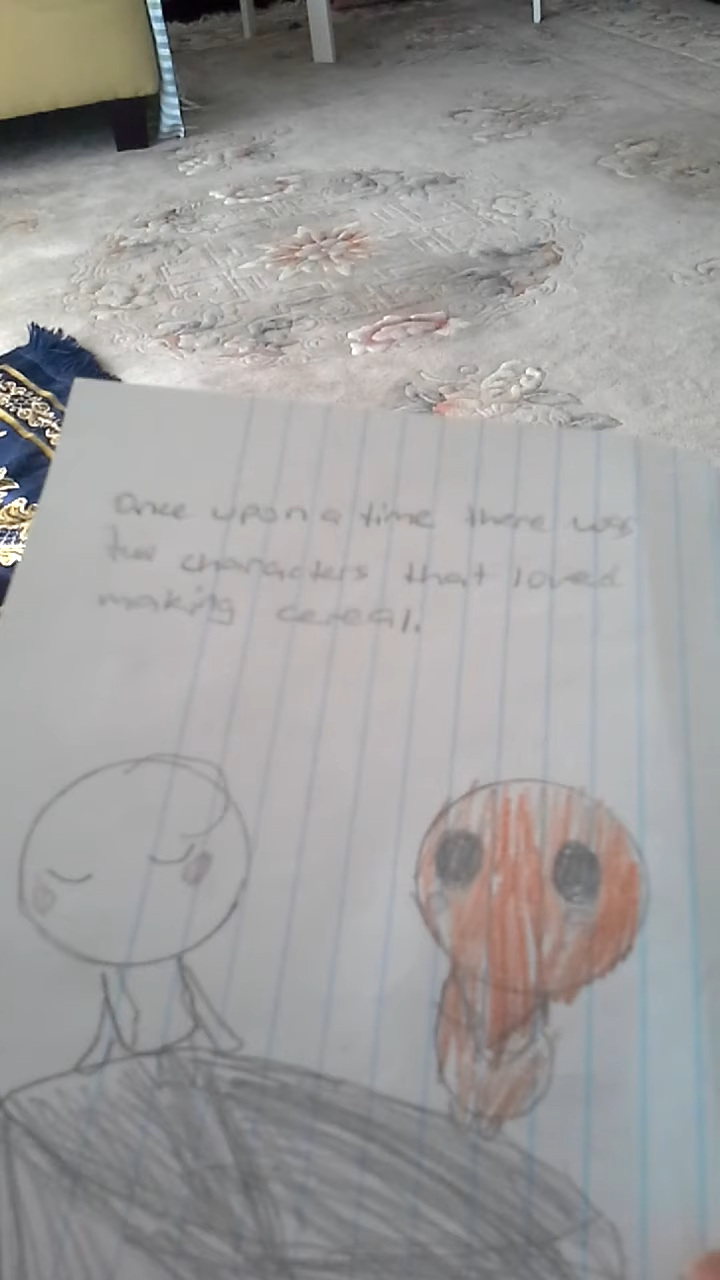 Once upon a time there was
two characters that loved
making cereal.